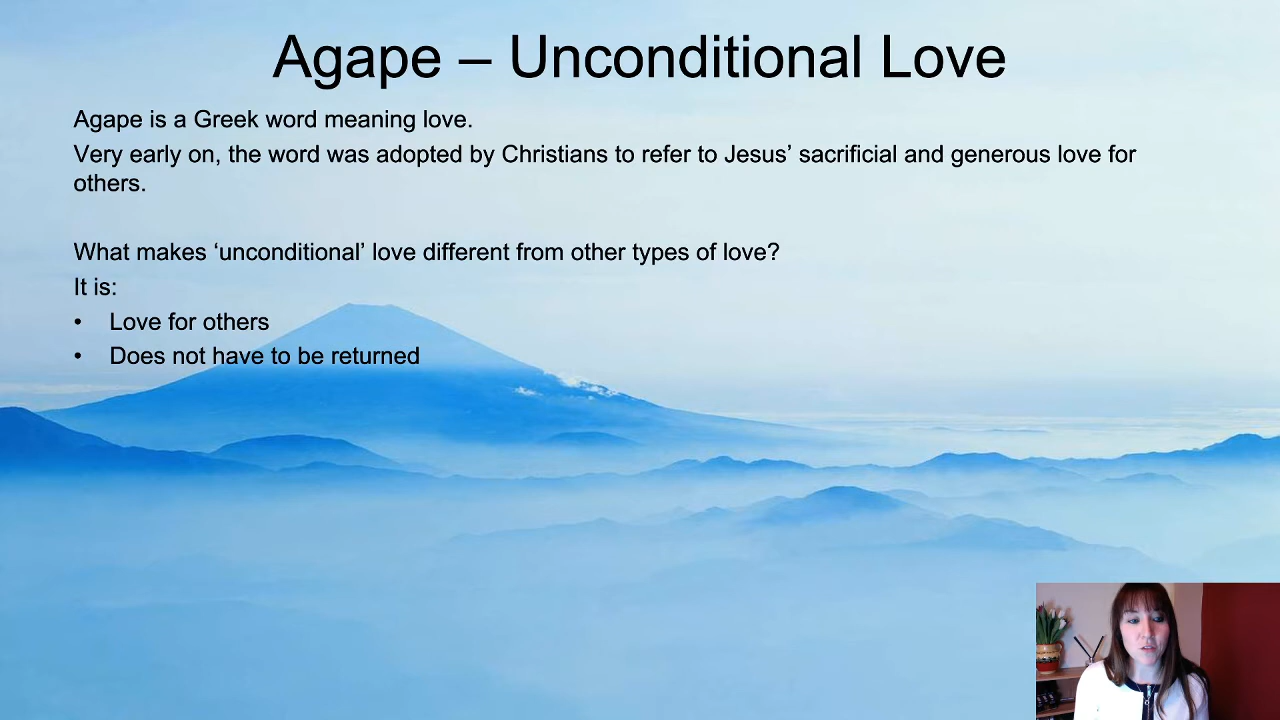 Agape – Unconditional Love
Agape is a Greek word meaning love.
Very early on, the word was adopted by Christians to refer to Jesus’ sacrificial and generous love for
others.
What makes ‘unconditional’ love different from other types of love?
It is:
• Love for others
• Does not have to be returned